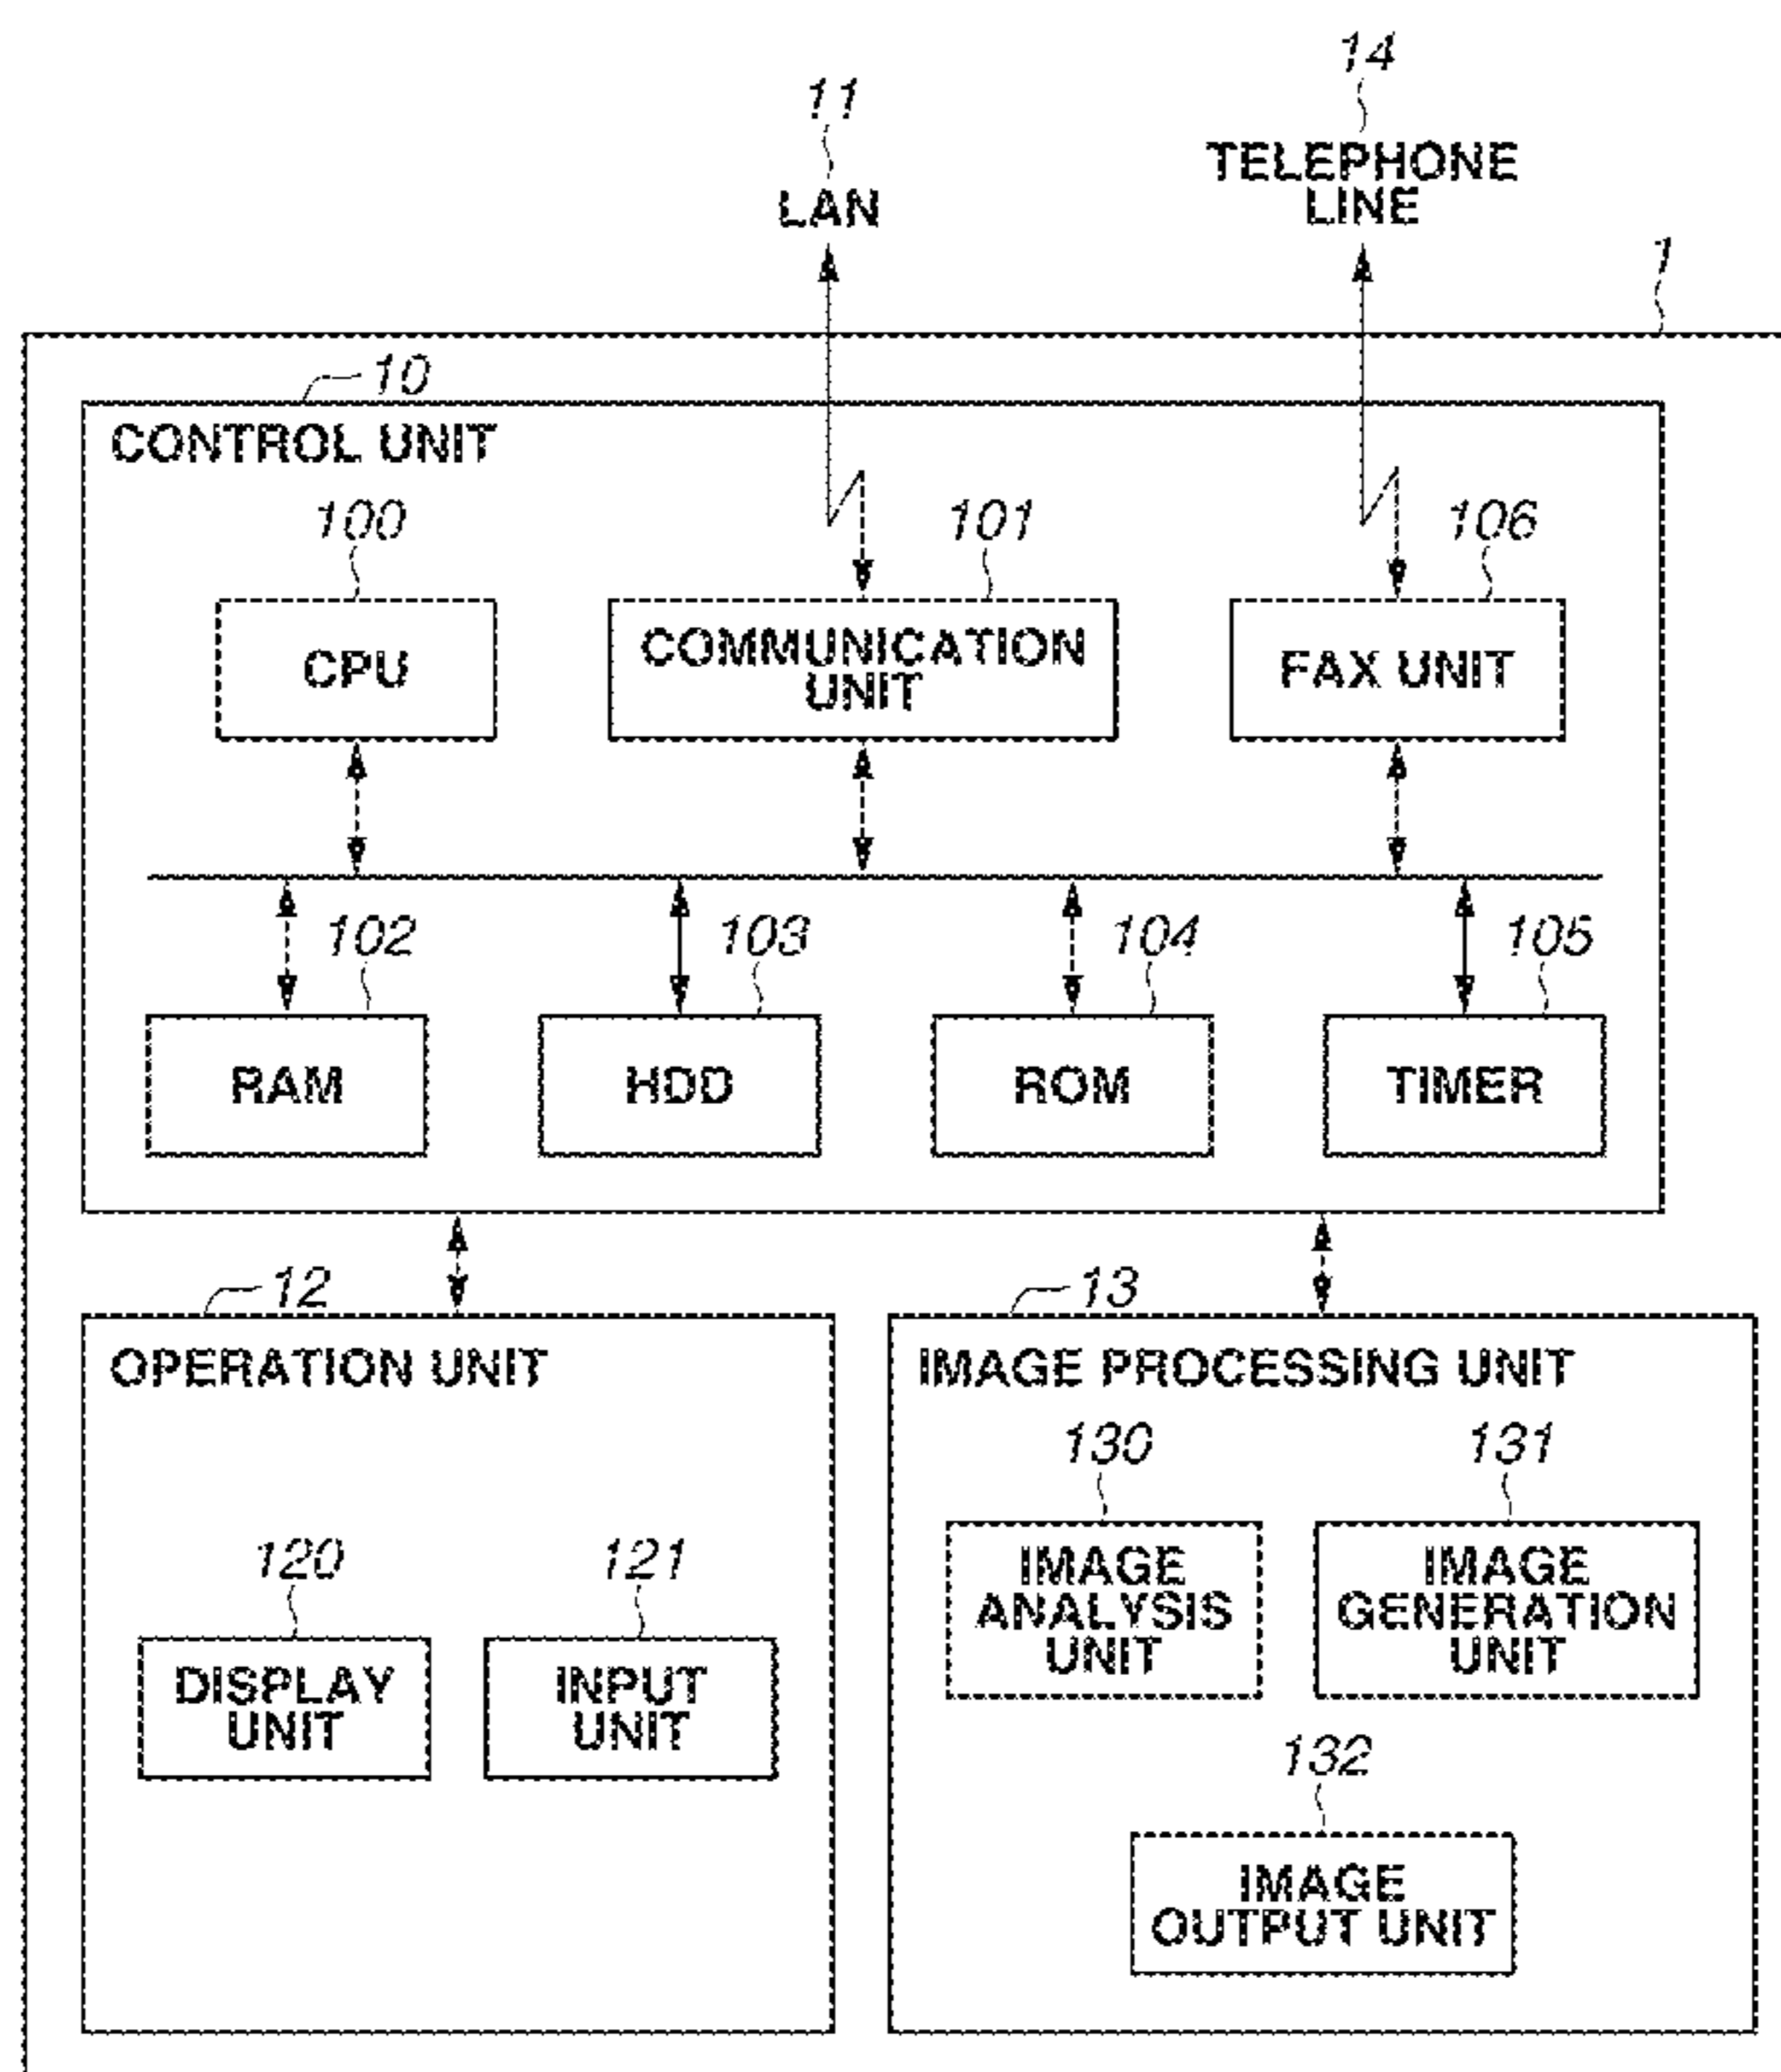 14
11
TELEPHONE
LINE
LAN
1
10
CONTROL UNIT
100
101
106
CPU
COMMUNICATION
UNIT
FAX UNIT
102
103
104
105
RAM
HDD
ROM
TIMER
12
13
OPERATION UNIT
IMAGE PROCESSING UNIT
130
131
120
121
IMAGE
ANALYSIS
UNIT
IMAGE
GENERATION
UNIT
DISPLAY
UNIT
INPUT
UNIT
132
IMAGE
OUTPUT UNIT